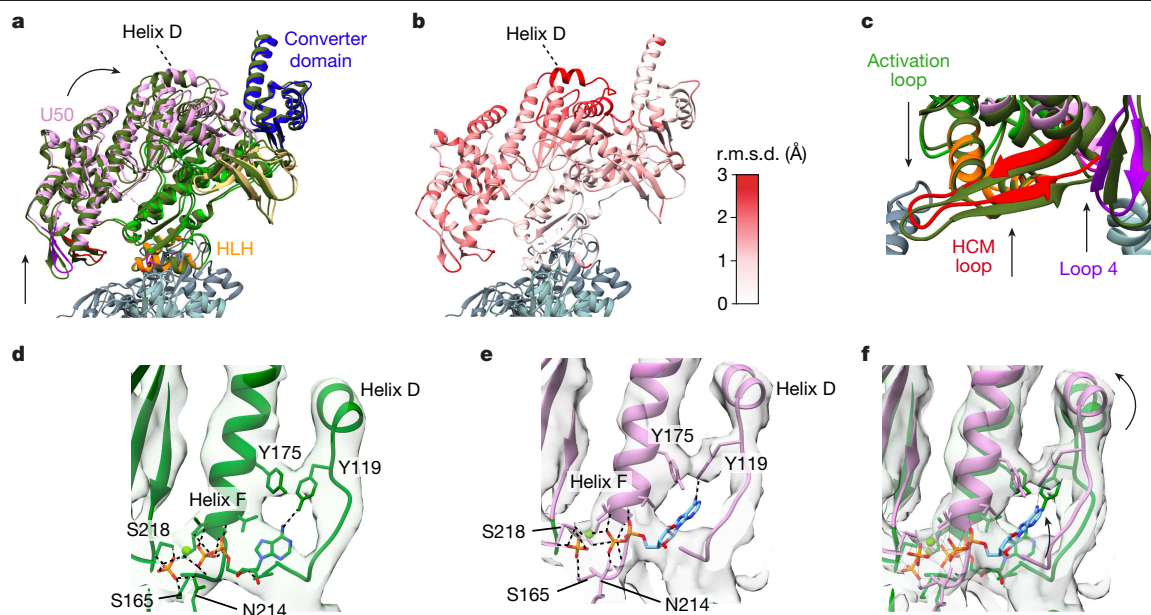 a
Helix D
Converter
domain
U50
HLH
b
Helix D
r.m.s.d. (Å)
3
2
1
0
c
Activation
loop
HCM
loop
Loop 4
d
Helix D
Y175
Y119
Helix F
S218
S165
N214
e
Helix D
Y175
Y119
Helix F
S218
S165
N214
f